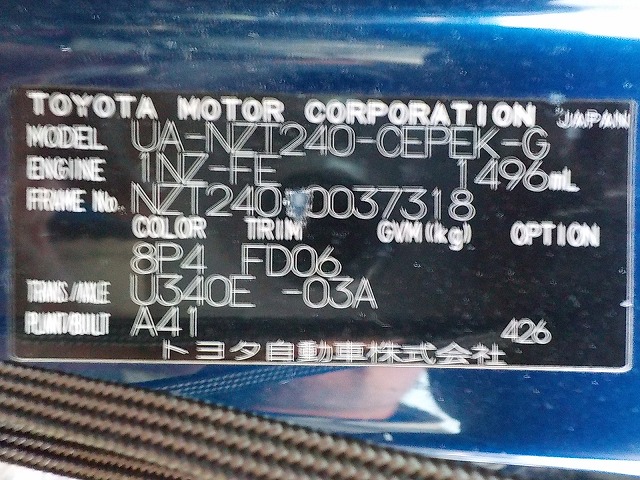 TOYOTA MOTOR CORPORATION JAPAN
MODEL UA-NZT240-CEPEK-G
ENGINE 1NZ-FE 1496mL
FRAME No. NZT240-0037318
COLOR TRIM GVM(kg) OPTION
8P4 FD06
TRANS/AXLE U340E -03A
PLANT/BUILT A41 426
トヨタ自動車株式会社